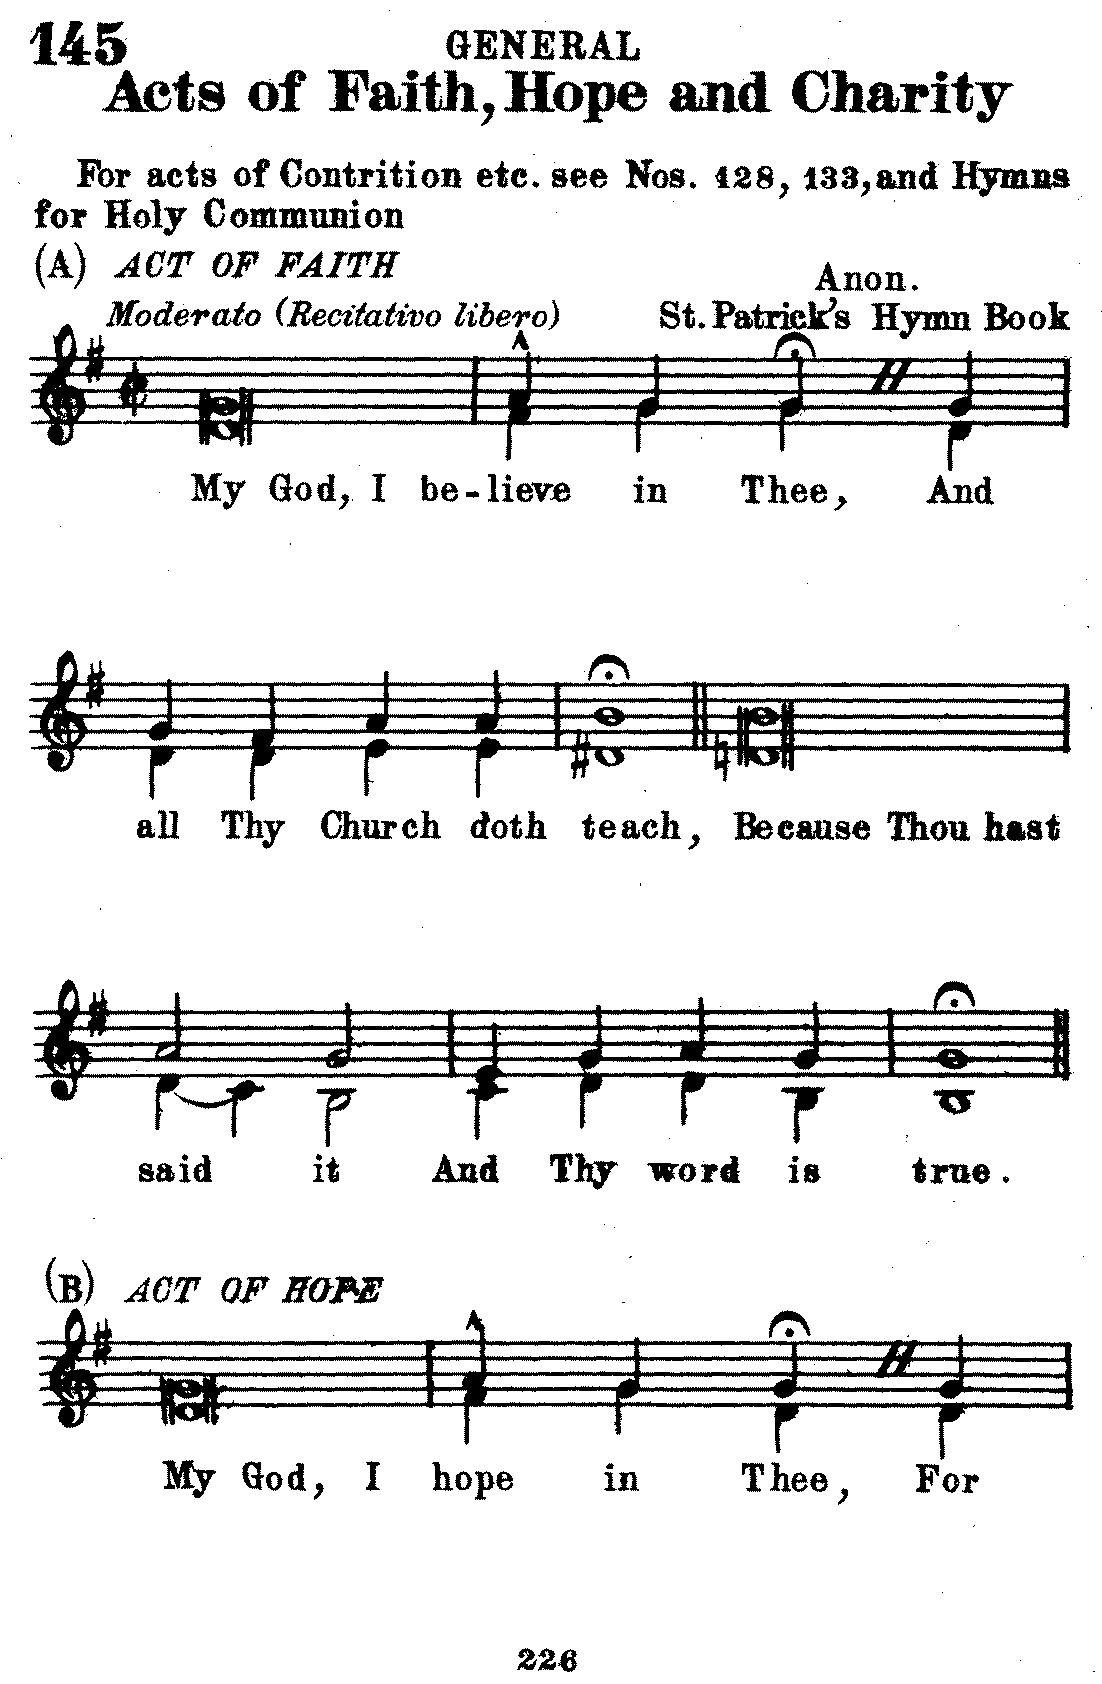 145
GENERAL
Acts of Faith, Hope and Charity
For acts of Contrition etc. see Nos. 128, 133, and Hymns
for Holy Communion
(A) ACT OF FAITH
Anon.
Moderato (Recitativo libero) St. Patrick's Hymn Book
My God, I be-lieve in Thee, And
all Thy Church doth teach, Because Thou hast
said it And Thy word is true.
(B) ACT OF HOPE
My God, I hope in Thee, For
226